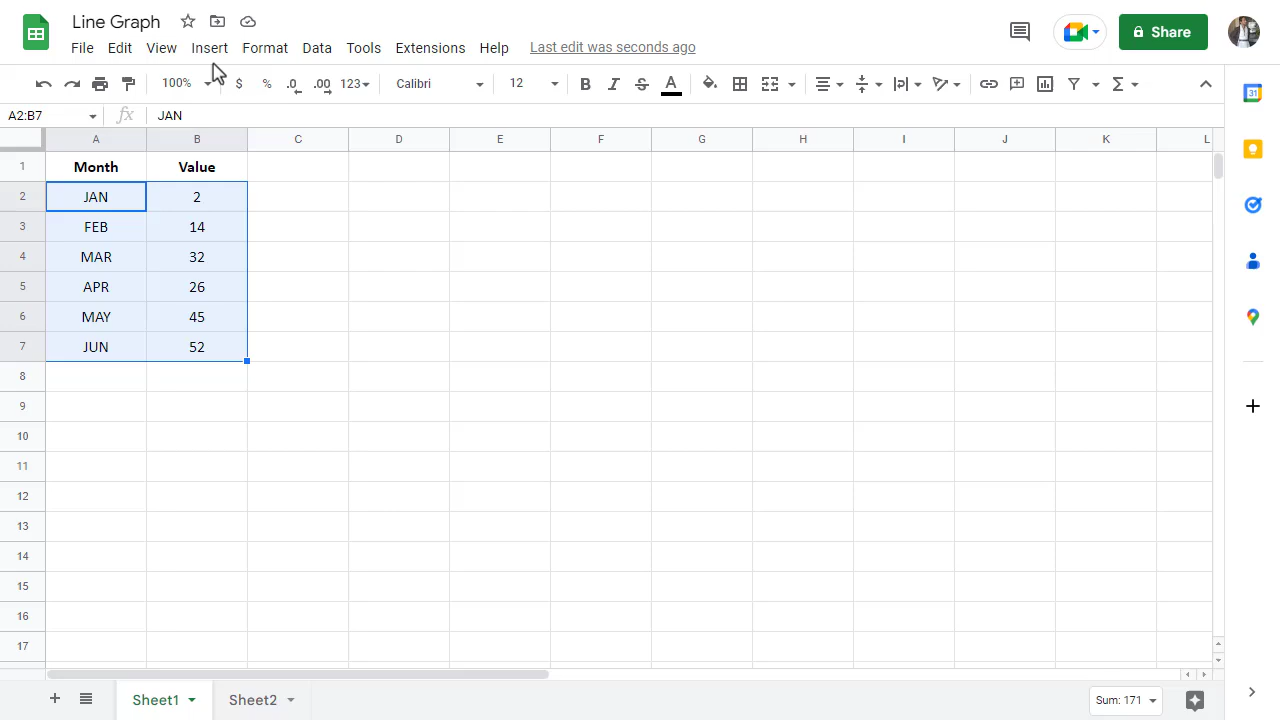 Line Graph
File Edit View Insert Format Data Tools Extensions Help Last edit was seconds ago
Share
100% $ % .0 .00 123 Calibri 12 B I S A
A2:B7 fx JAN
A B C D E F G H I J K L
1 Month Value
2 JAN 2
3 FEB 14
4 MAR 32
5 APR 26
6 MAY 45
7 JUN 52
8
9
10
11
12
13
14
15
16
17
Sheet1 Sheet2 Sum: 171
31